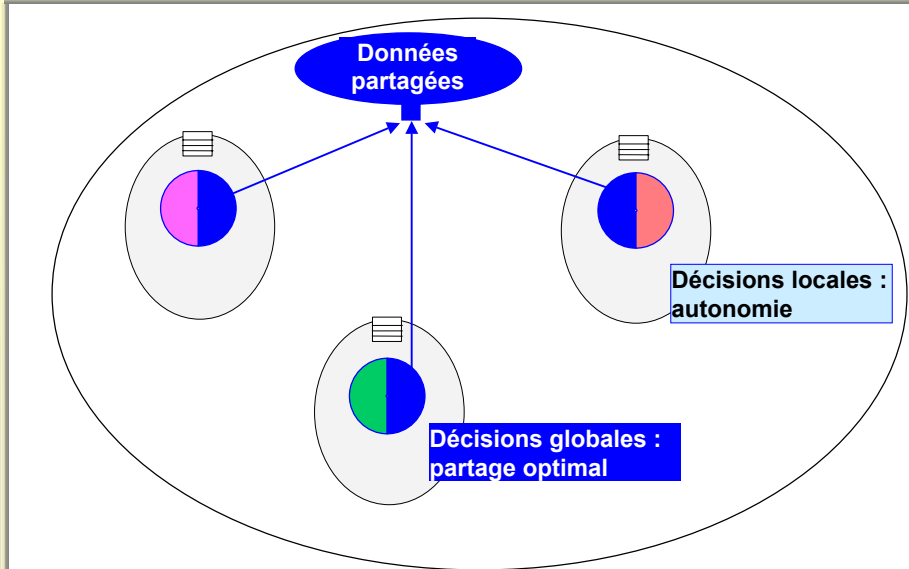 Données
partagées
Décisions locales :
autonomie
Décisions globales :
partage optimal